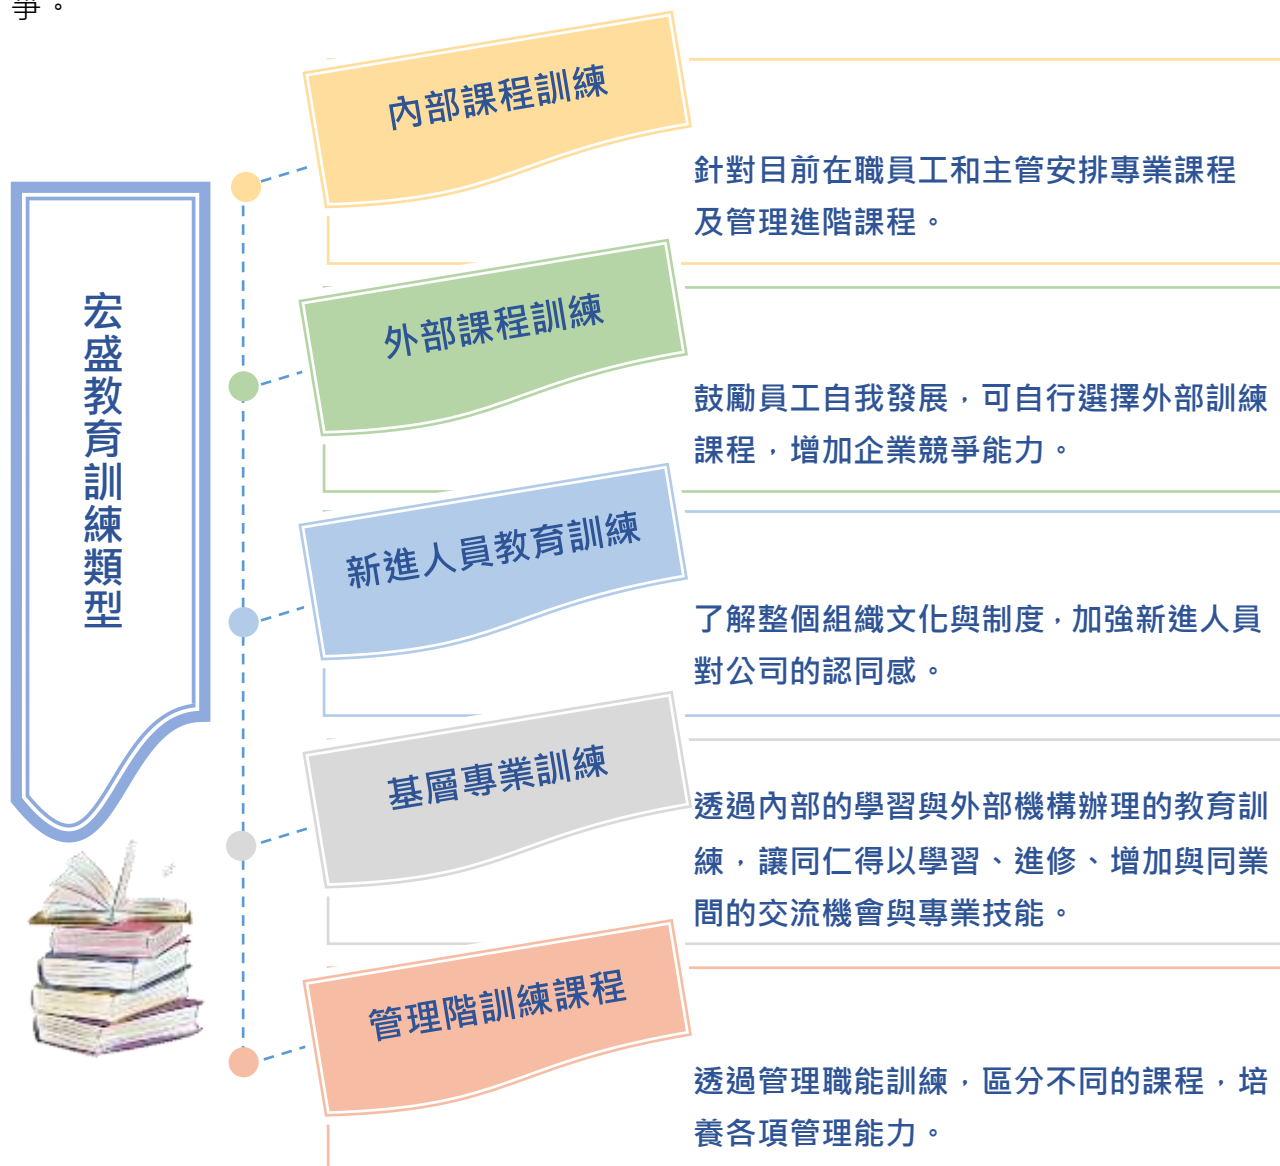 爭。
宏盛教育訓練類型
內部課程訓練
針對目前在職員工和主管安排專業課程
及管理進階課程。
外部課程訓練
鼓勵員工自我發展，可自行選擇外部訓練
課程，增加企業競爭能力。
新進人員教育訓練
了解整個組織文化與制度，加強新進人員
對公司的認同感。
基層專業訓練
透過內部的學習與外部機構辦理的教育訓
練，讓同仁得以學習、進修、增加與同業
間的交流機會與專業技能。
管理階訓練課程
透過管理職能訓練，區分不同的課程，培
養各項管理能力。